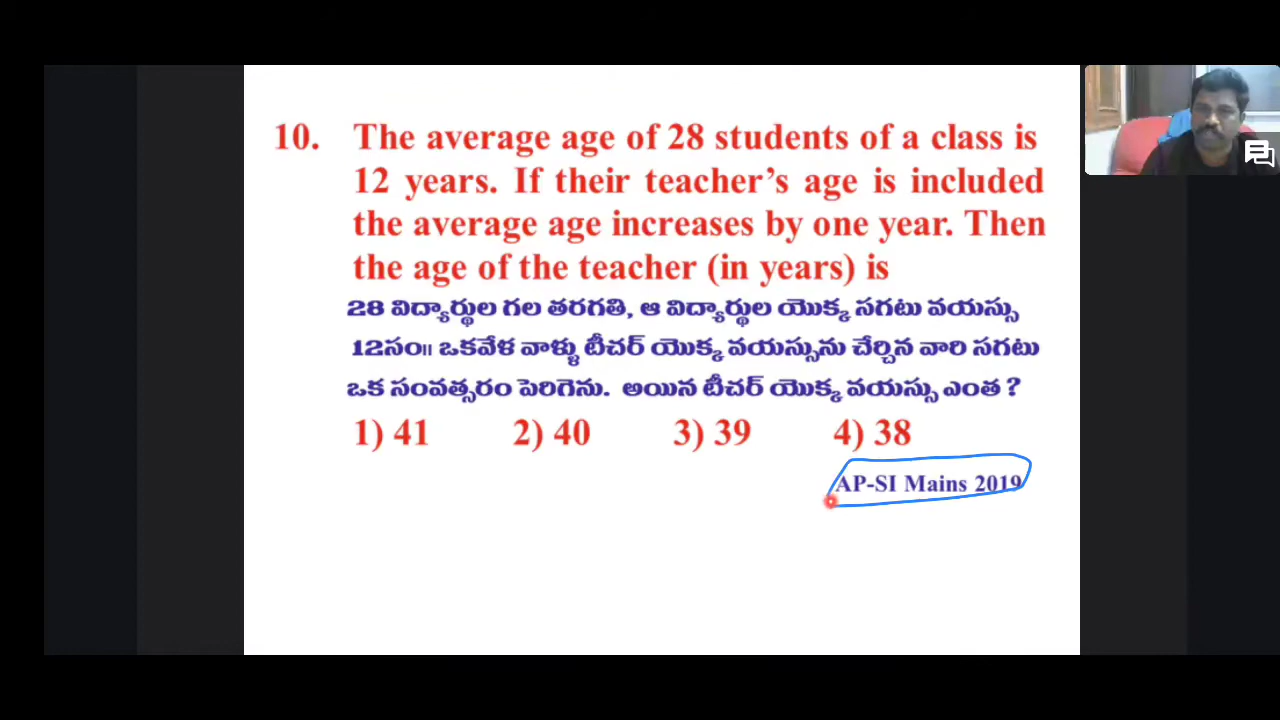 10. The average age of 28 students of a class is
12 years. If their teacher's age is included
the average age increases by one year. Then
the age of the teacher (in years) is
28 విద్యార్థుల గల తరగతి, ఆ విద్యార్థుల యొక్క సగటు వయస్సు
12సం॥ ఒకవేళ వాళ్ళు టీచర్ యొక్క వయస్సును చేర్చిన వారి సగటు
ఒక సంవత్సరం పెరిగెను. అయిన టీచర్ యొక్క వయస్సు ఎంత ?
1) 41 2) 40 3) 39 4) 38
AP-SI Mains 2019